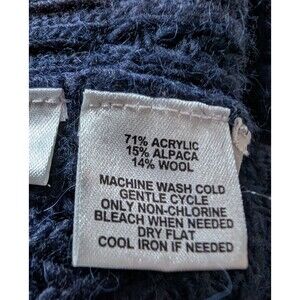 71% ACRYLIC
15% ALPACA
14% WOOL
MACHINE WASH COLD
GENTLE CYCLE
ONLY NON-CHLORINE
BLEACH WHEN NEEDED
DRY FLAT
COOL IRON IF NEEDED